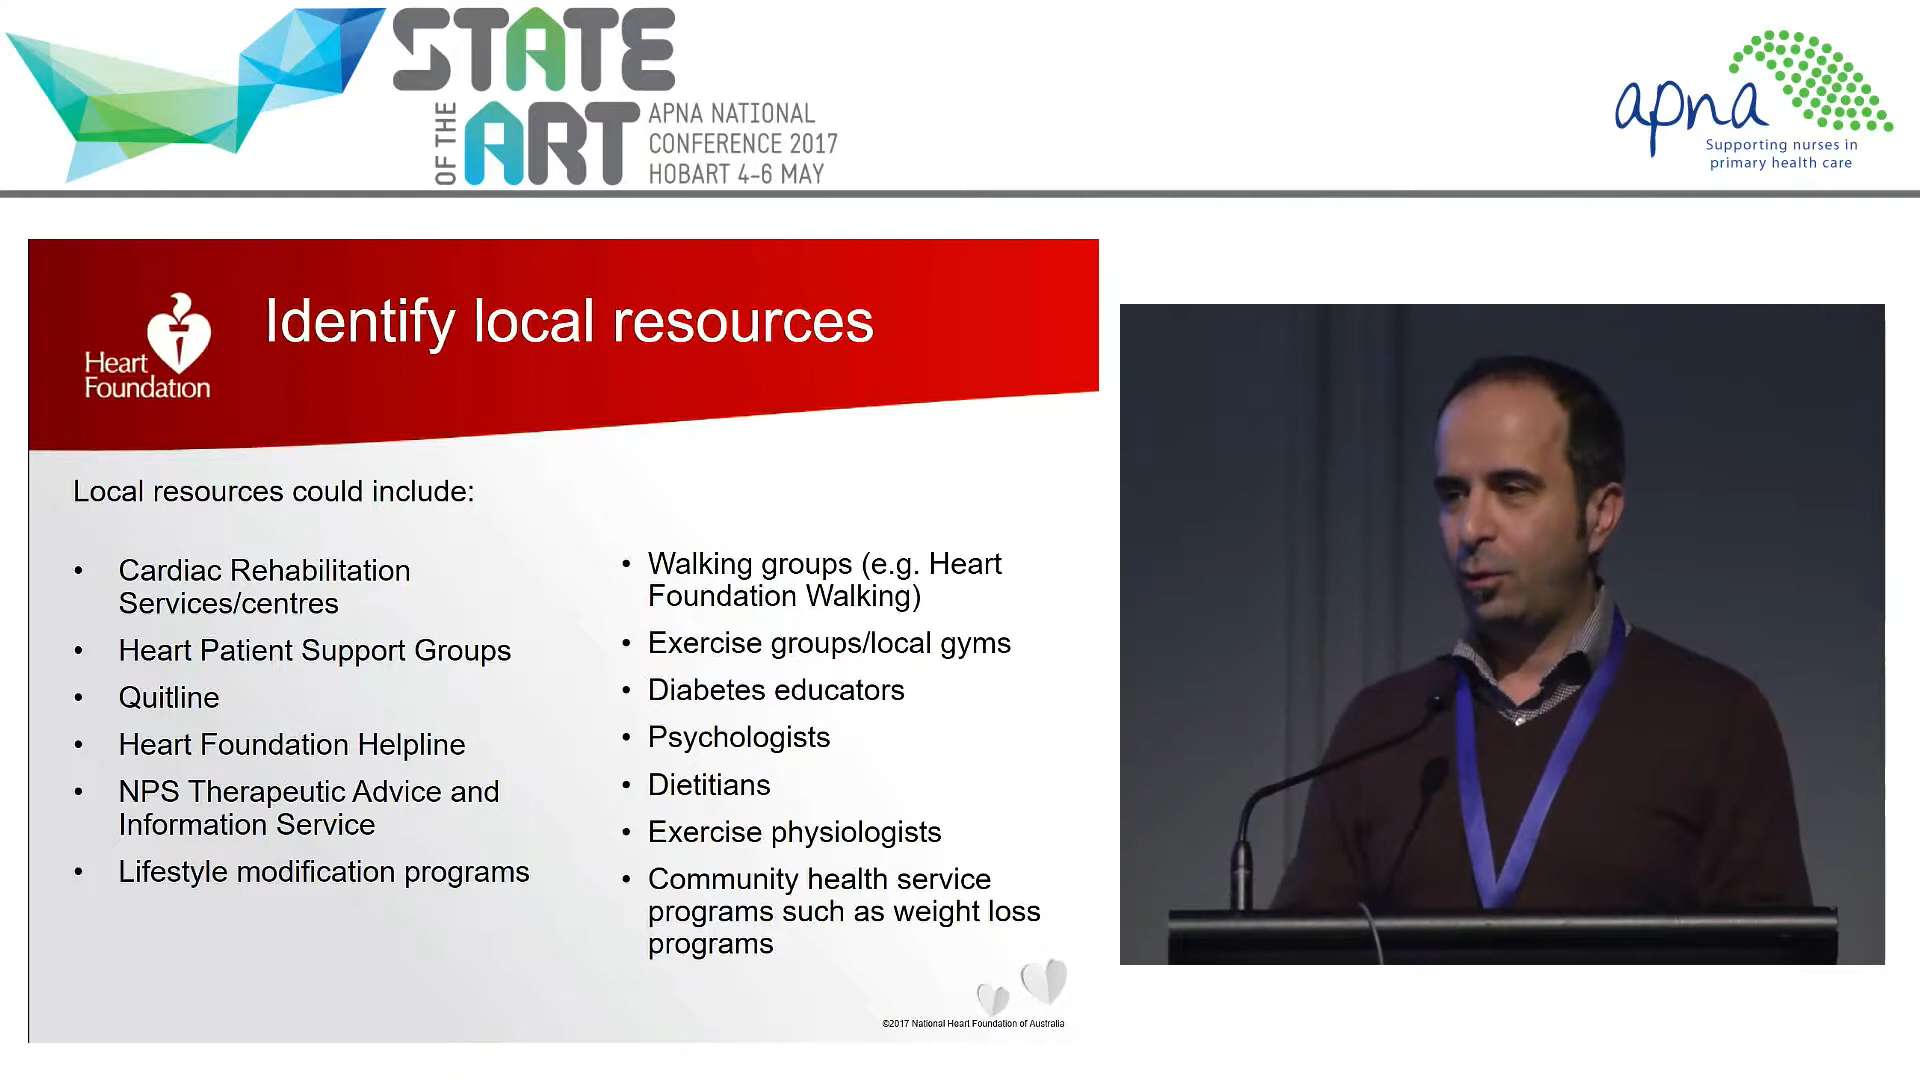 STATE
OF THE
ART
APNA NATIONAL
CONFERENCE 2017
HOBART 4-6 MAY
apna
Supporting nurses in
primary health care
Heart
Foundation
Identify local resources
Local resources could include:
• Cardiac Rehabilitation
Services/centres
• Heart Patient Support Groups
• Quitline
• Heart Foundation Helpline
• NPS Therapeutic Advice and
Information Service
• Lifestyle modification programs
• Walking groups (e.g. Heart
Foundation Walking)
• Exercise groups/local gyms
• Diabetes educators
• Psychologists
• Dietitians
• Exercise physiologists
• Community health service
programs such as weight loss
programs
©2017 National Heart Foundation of Australia